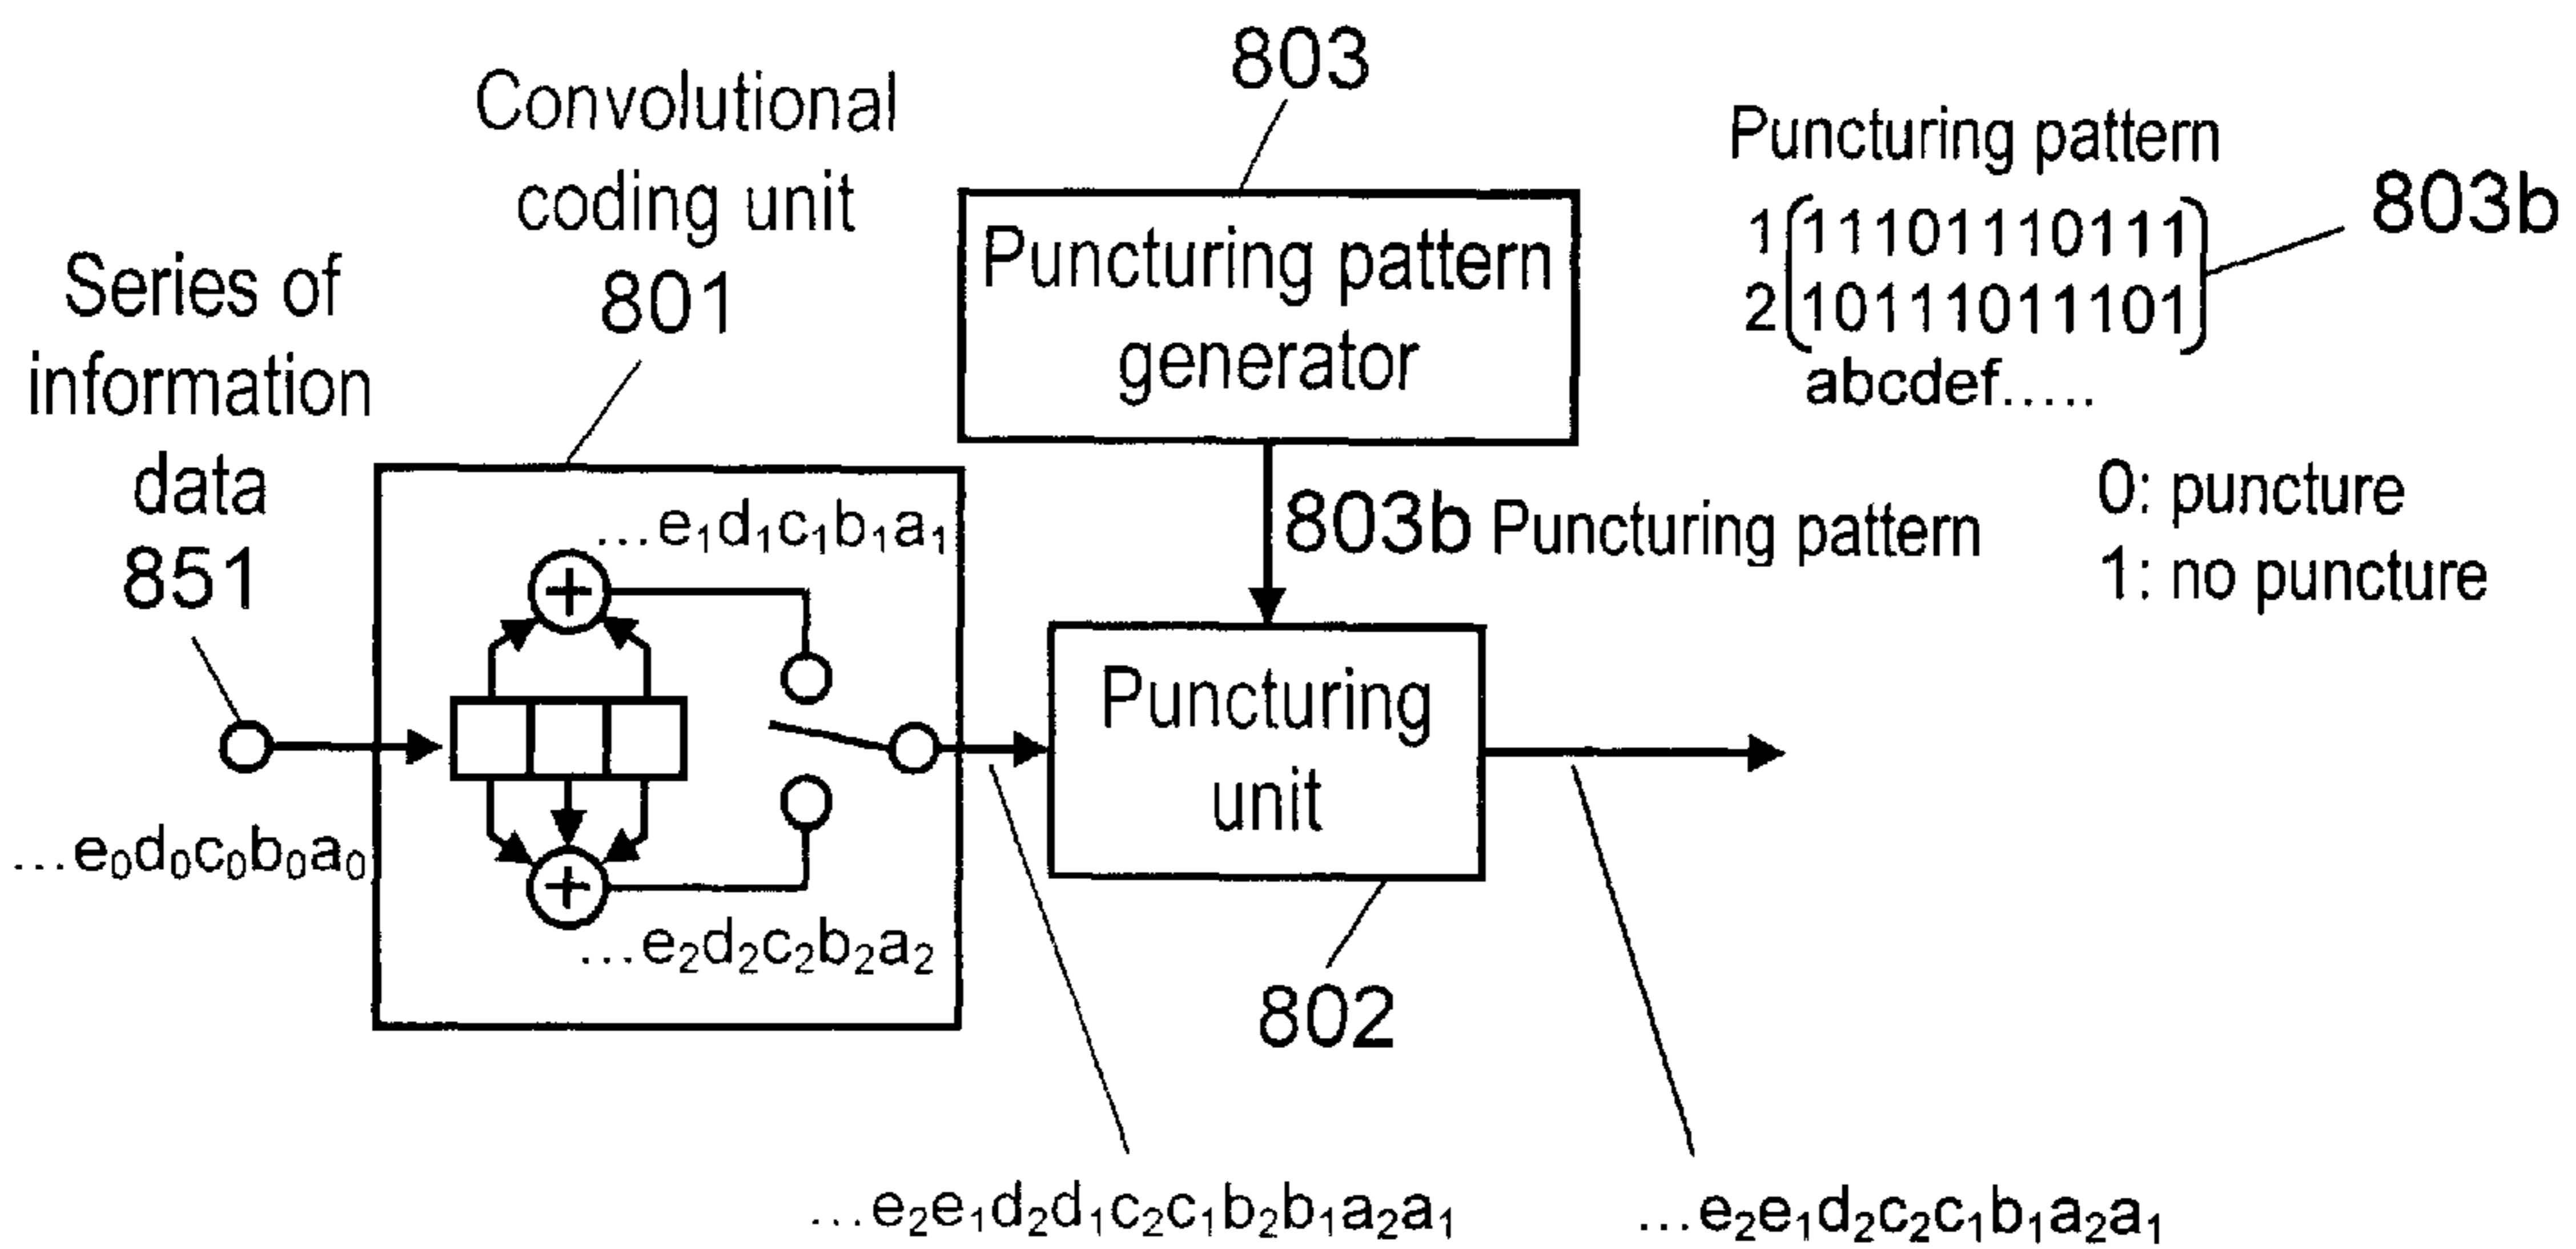 803
Convolutional
coding unit
801
Puncturing pattern
1 11101110111
2 10111011101
abcdef.....
803b
Puncturing pattern
generator
Series of
information
data
851
803b Puncturing pattern
0: puncture
1: no puncture
...e₁d₁c₁b₁a₁
Puncturing
unit
...e₀d₀c₀b₀a₀
...e₂d₂c₂b₂a₂
802
...e₂e₁d₂d₁c₂c₁b₂b₁a₂a₁
...e₂e₁d₂c₂c₁b₁a₂a₁